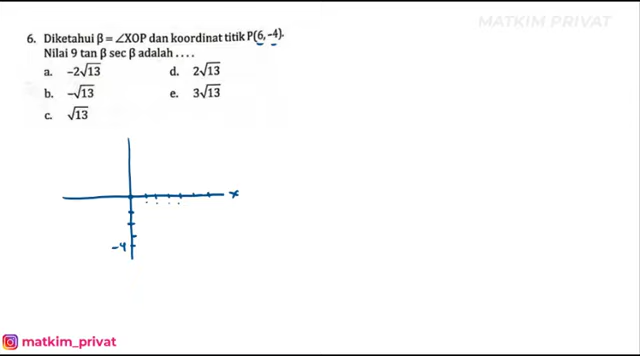 MATKIM PRIVAT
6. Diketahui β = ∠XOP dan koordinat titik P(6, –4).
Nilai 9 tan β sec β adalah . . . .
a. –2√13
d. 2√13
b. –√13
e. 3√13
c. √13
x
–4
matkim_privat